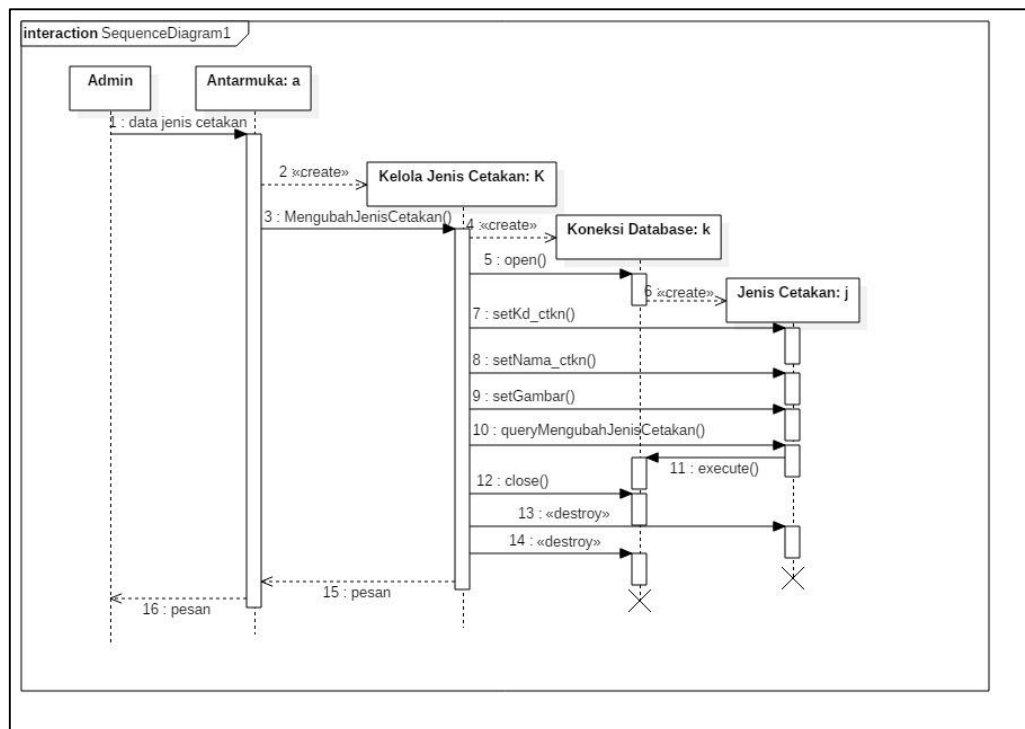 interaction SequenceDiagram1
Admin
Antarmuka: a
1 : data jenis cetakan
2 : «create»
Kelola Jenis Cetakan: K
3 : MengubahJenisCetakan()
4 : «create»
Koneksi Database: k
5 : open()
6 : «create»
Jenis Cetakan: j
7 : setKd_ctkn()
8 : setNama_ctkn()
9 : setGambar()
10 : queryMengubahJenisCetakan()
11 : execute()
12 : close()
13 : «destroy»
14 : «destroy»
15 : pesan
16 : pesan